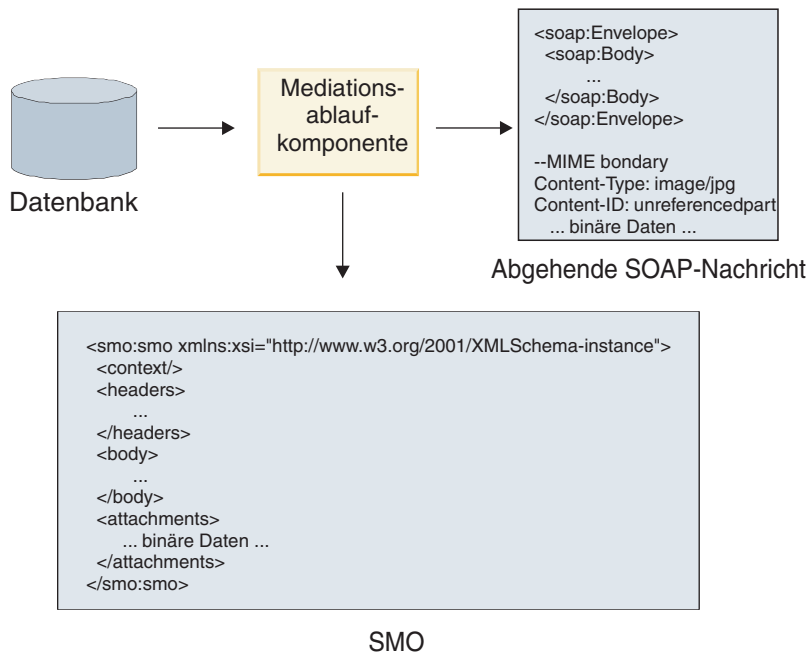 Datenbank
Mediations-
ablauf-
komponente
<soap:Envelope>
<soap:Body>
...
</soap:Body>
</soap:Envelope>
--MIME bondary
Content-Type: image/jpg
Content-ID: unreferencedpart
... binäre Daten ...
Abgehende SOAP-Nachricht
<smo:smo xmlns:xsi="http://www.w3.org/2001/XMLSchema-instance">
<context/>
<headers>
...
</headers>
<body>
...
</body>
<attachments>
... binäre Daten ...
</attachments>
</smo:smo>
SMO